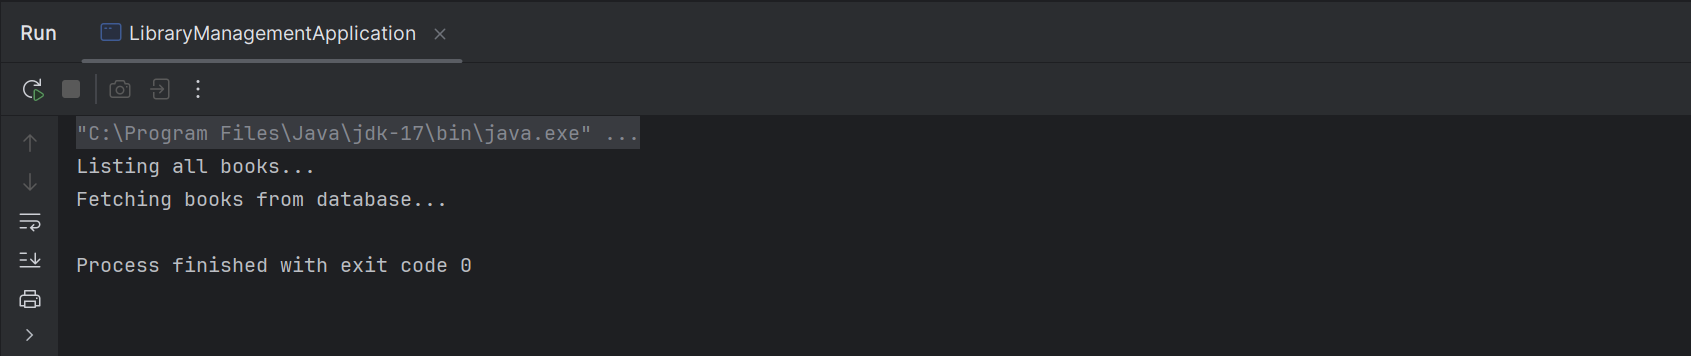 Run LibraryManagementApplication
"C:\Program Files\Java\jdk-17\bin\java.exe" ...
Listing all books...
Fetching books from database...
Process finished with exit code 0